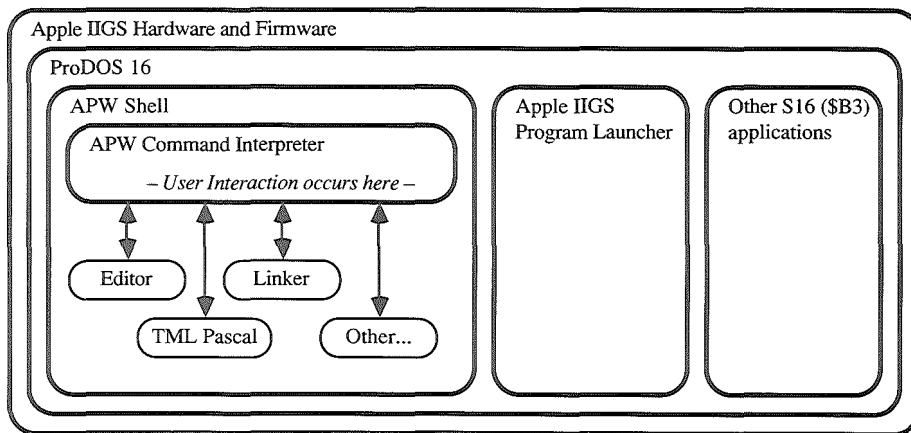 Apple IIGS Hardware and Firmware
ProDOS 16
APW Shell
APW Command Interpreter
– User Interaction occurs here –
Editor
Linker
TML Pascal
Other...
Apple IIGS
Program Launcher
Other S16 ($B3)
applications